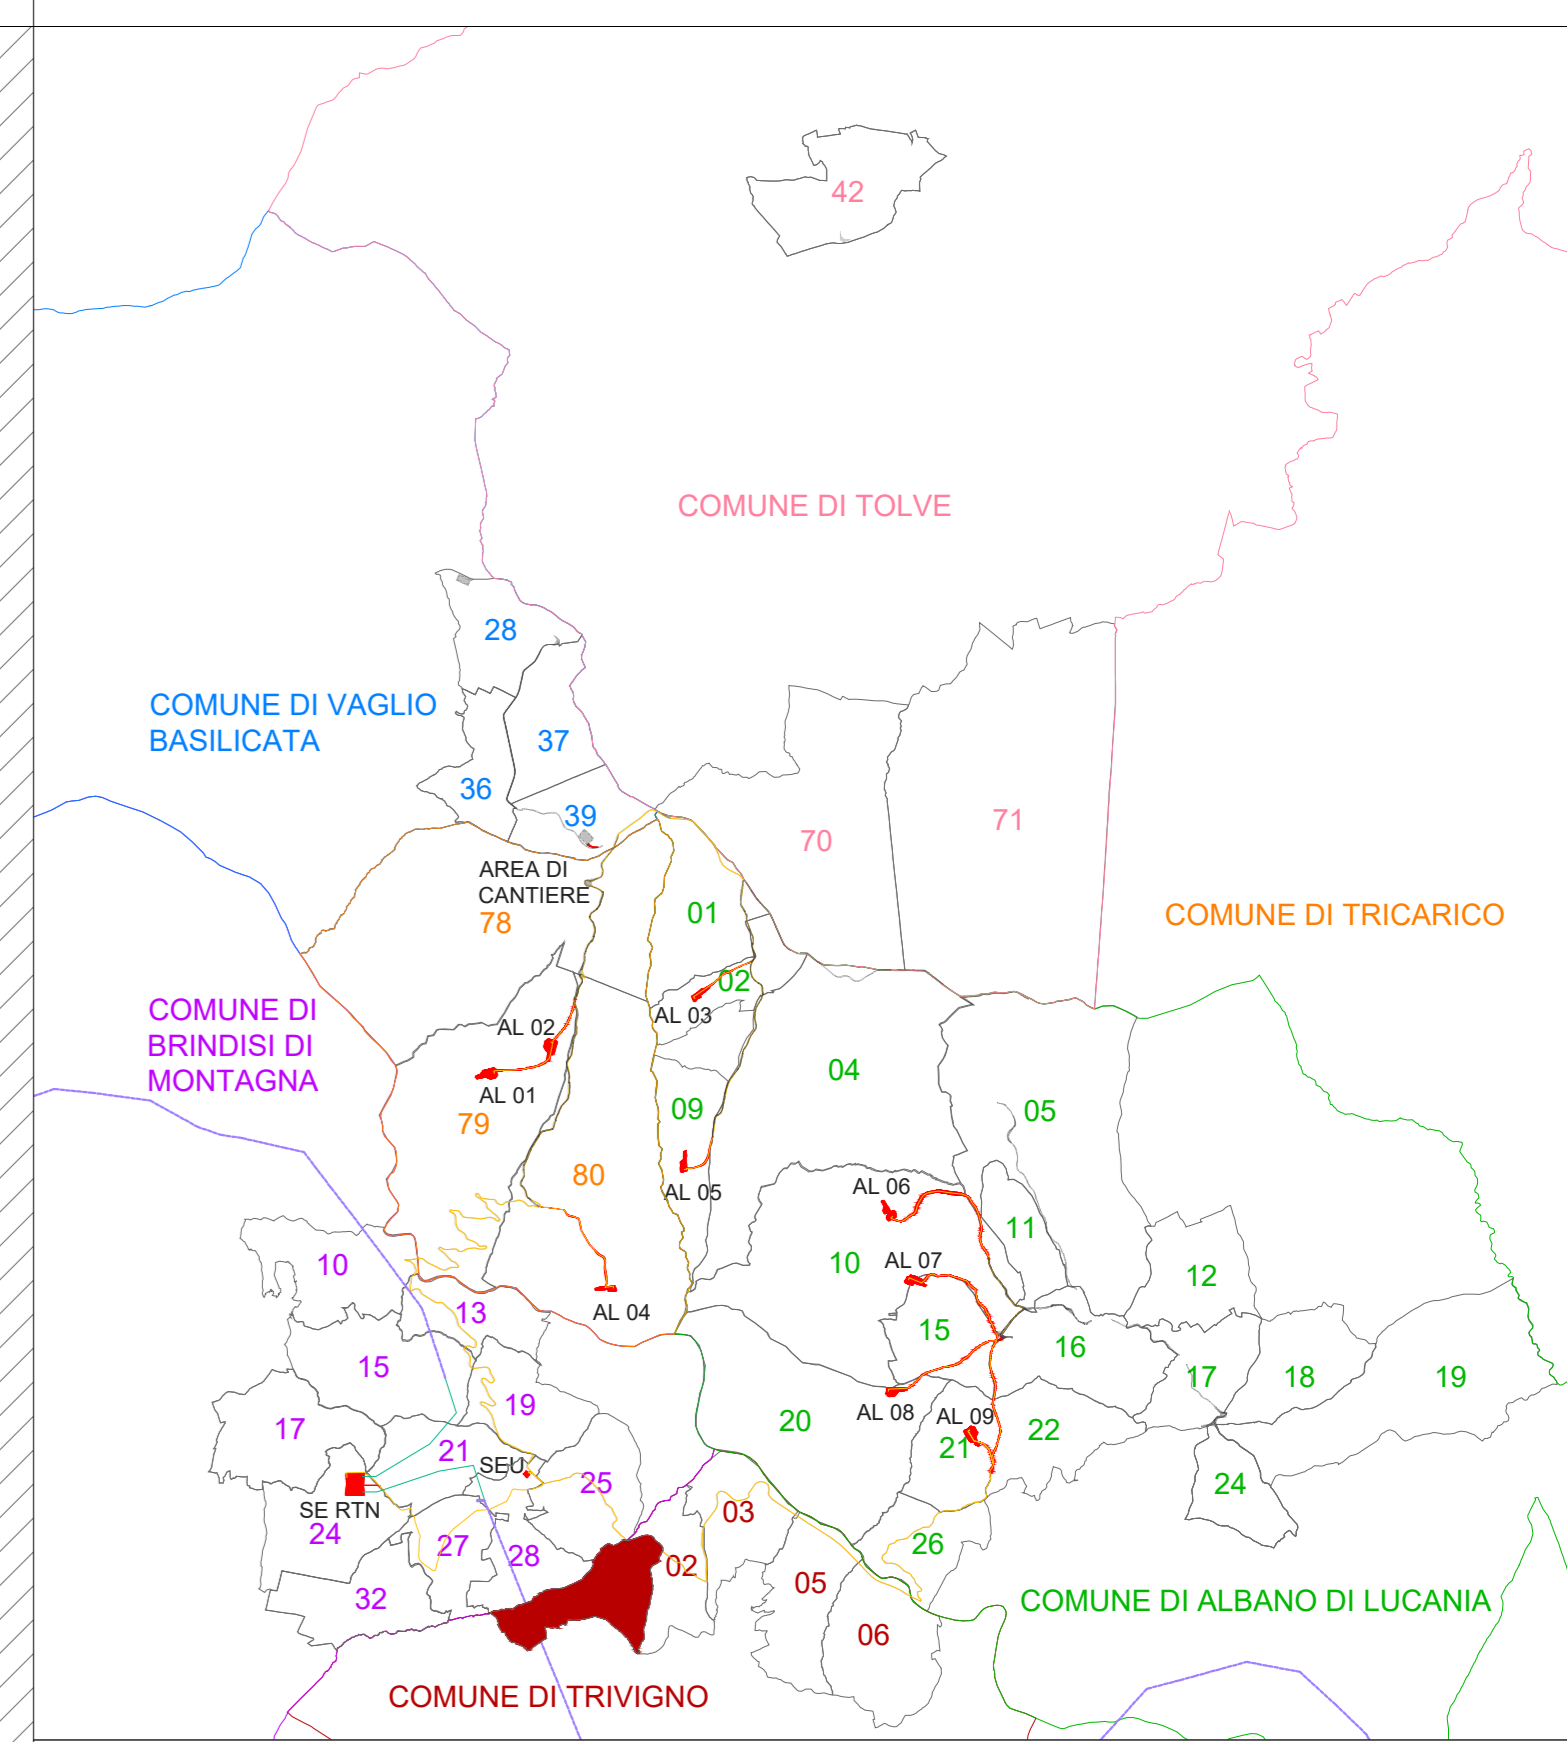 42
COMUNE DI TOLVE
28
COMUNE DI VAGLIO
BASILICATA
37
36
39
70
71
AREA DI
CANTIERE
78
01
COMUNE DI TRICARICO
02
COMUNE DI
BRINDISI DI
MONTAGNA
AL 03
AL 02
AL 01
79
04
05
09
80
AL 05
AL 06
11
10
10
AL 07
12
13
AL 04
15
16
15
17
18
19
19
17
20
AL 08
AL 09
21
22
21
SEU
25
24
SE RTN
24
03
27
28
02
26
05
32
06
COMUNE DI ALBANO DI LUCANIA
COMUNE DI TRIVIGNO